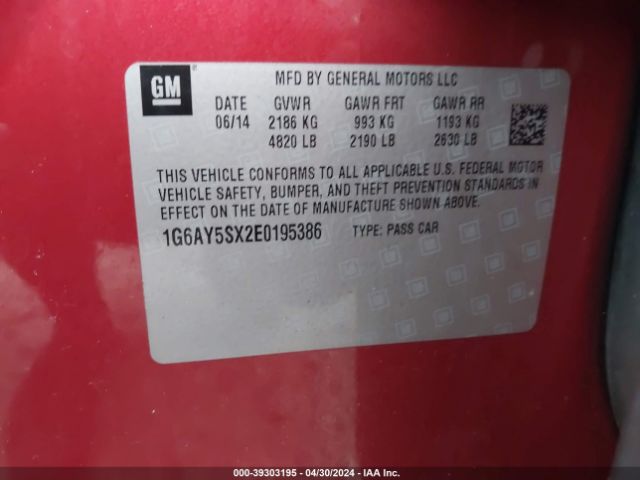 GM
MFD BY GENERAL MOTORS LLC
DATE GVWR GAWR FRT GAWR RR
06/14 2186 KG 993 KG 1193 KG
4820 LB 2190 LB 2630 LB
THIS VEHICLE CONFORMS TO ALL APPLICABLE U.S. FEDERAL MOTOR
VEHICLE SAFETY, BUMPER, AND THEFT PREVENTION STANDARDS IN
EFFECT ON THE DATE OF MANUFACTURE SHOWN ABOVE.
1G6AY5SX2E0195386 TYPE: PASS CAR
000-39303195 - 04/30/2024 - IAA Inc.